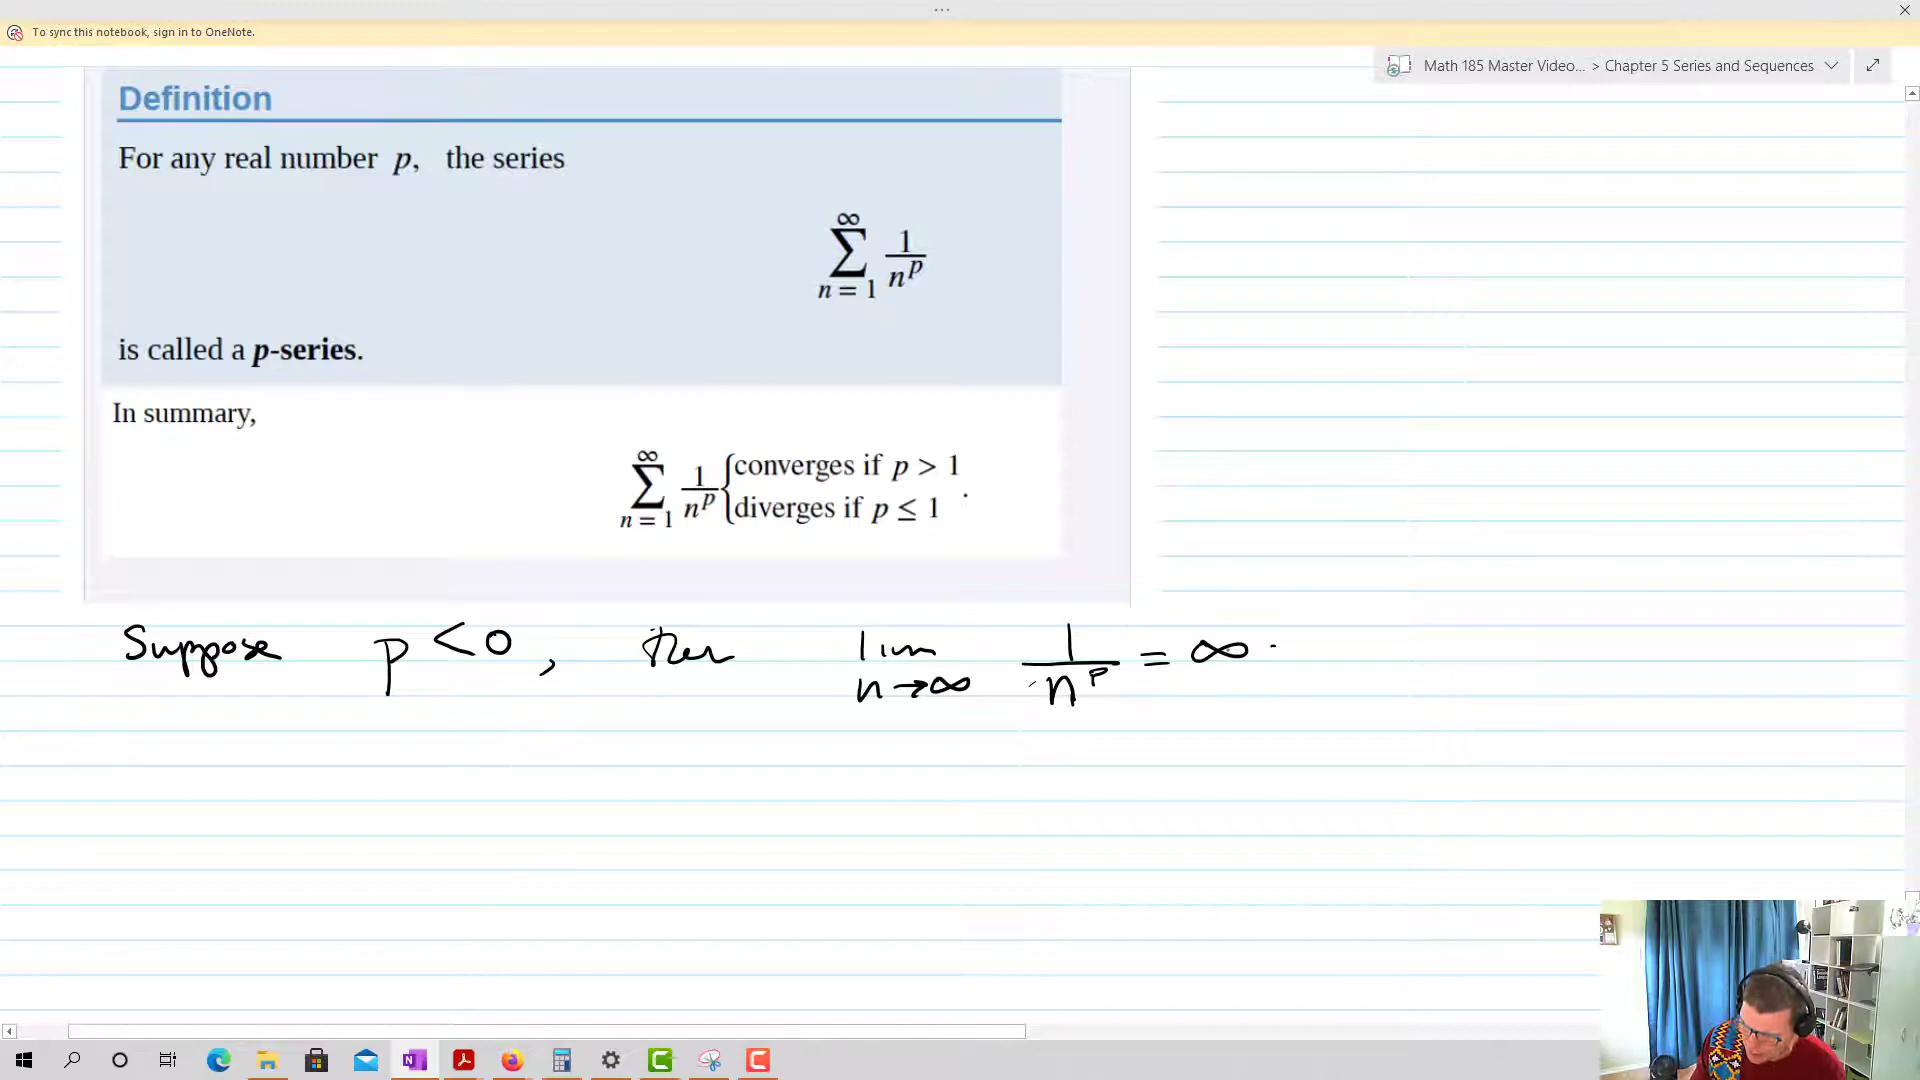 To sync this notebook, sign in to OneNote.
Math 185 Master Video... > Chapter 5 Series and Sequences
Definition
For any real number p, the series
∞
∑ 1/n^p
n = 1
is called a p-series.
In summary,
∞
∑ 1/n^p { converges if p > 1
n = 1 diverges if p ≤ 1 .
Suppose p < 0 , then lim 1/n^p = ∞ .
n → ∞